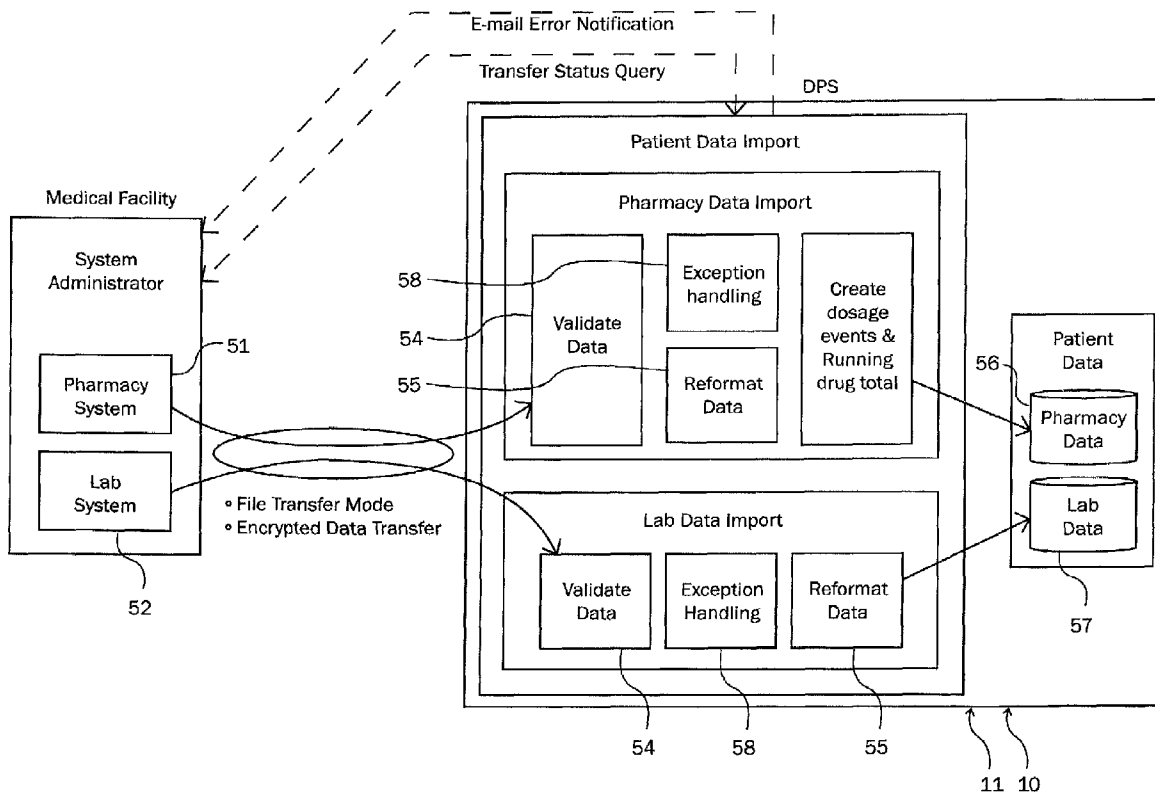 E-mail Error Notification
Transfer Status Query
DPS
Patient Data Import
Medical Facility
System
Administrator
51
Pharmacy
System
Lab
System
52
° File Transfer Mode
° Encrypted Data Transfer
Pharmacy Data Import
58
54
55
Validate
Data
Exception
handling
Reformat
Data
Create
dosage
events &
Running
drug total
Lab Data Import
Validate
Data
Exception
Handling
Reformat
Data
54
58
55
Patient
Data
56
Pharmacy
Data
Lab
Data
57
11
10